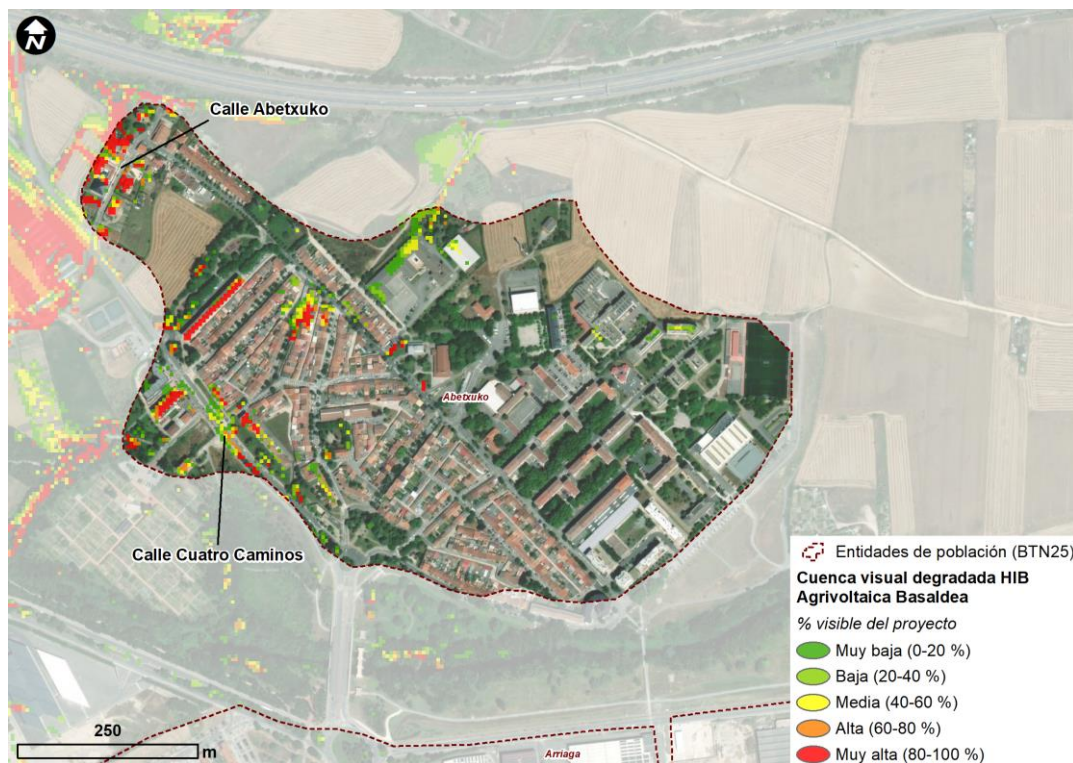 N
Calle Abetxuko
Abetxuko
Calle Cuatro Caminos
Entidades de población (BTN25)
Cuenca visual degradada HIB
Agrivoltaica Basaldea
% visible del proyecto
Muy baja (0-20 %)
Baja (20-40 %)
Media (40-60 %)
Alta (60-80 %)
Muy alta (80-100 %)
250
m
Arriaga